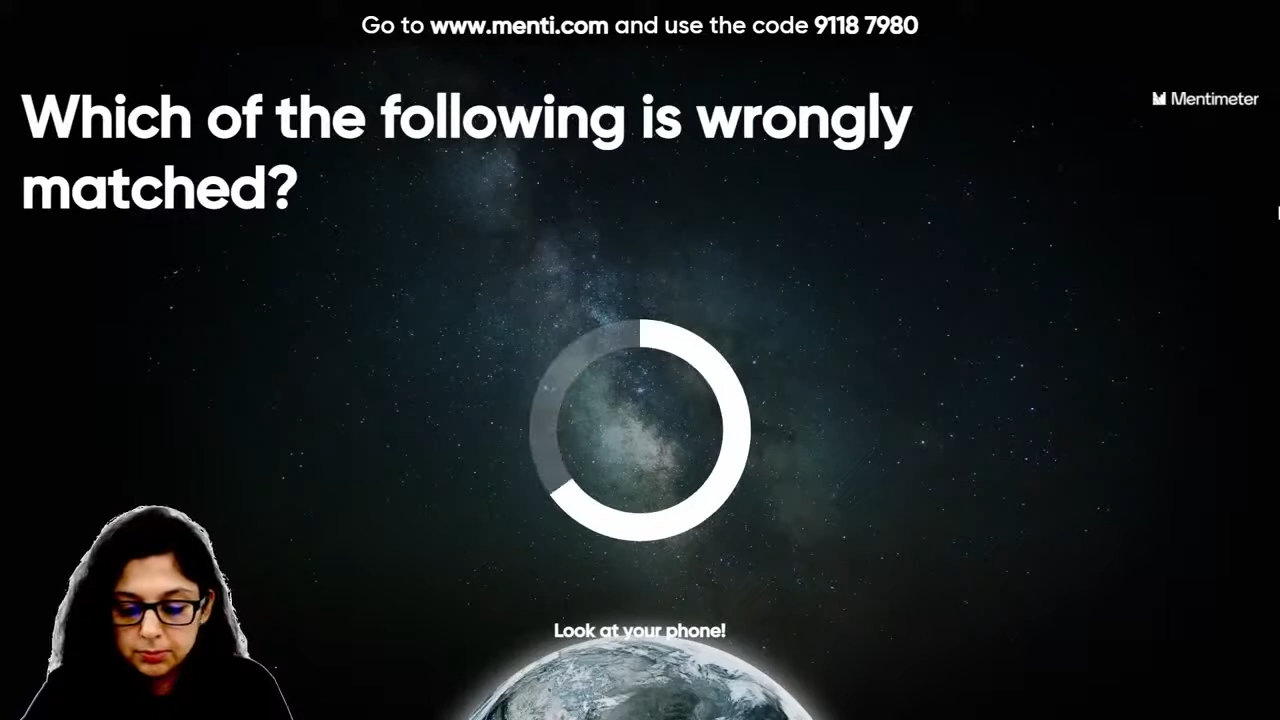 Go to www.menti.com and use the code 9118 7980
Mentimeter
Which of the following is wrongly
matched?
Look at your phone!